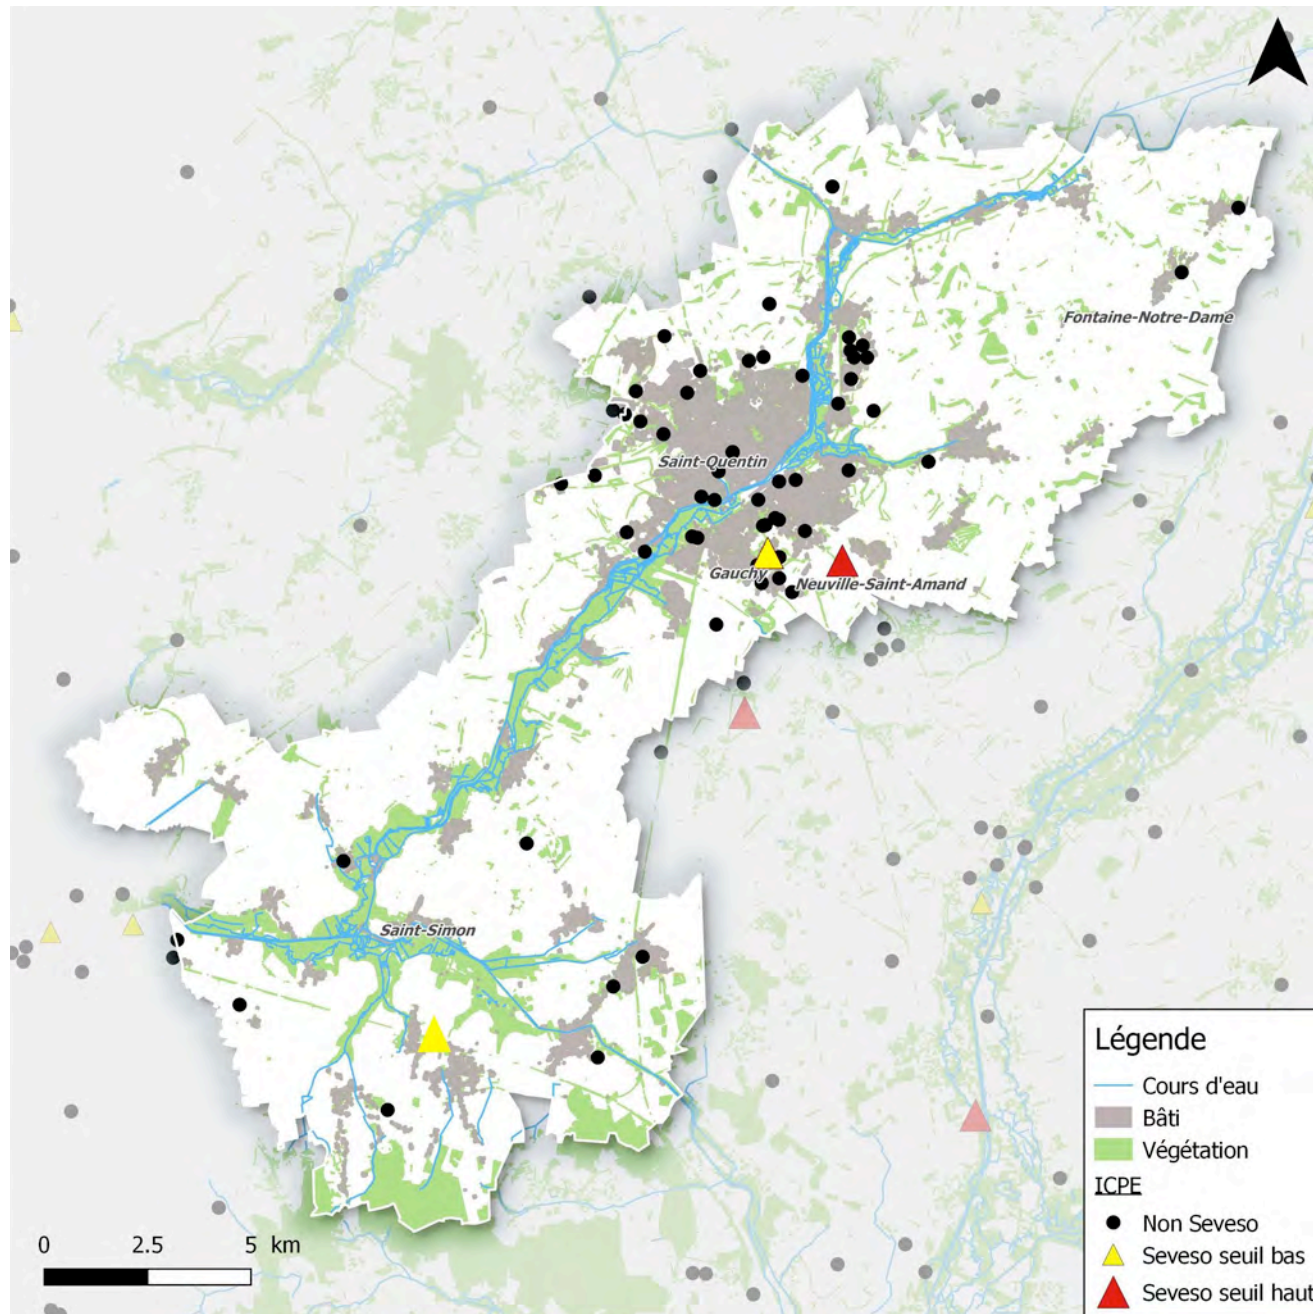 Fontaine-Notre-Dame
Saint-Quentin
Gauchy
Neuville-Saint-Amand
Saint-Simon
Légende
Cours d'eau
Bâti
Végétation
ICPE
Non Seveso
Seveso seuil bas
Seveso seuil haut
0 2.5 5 km